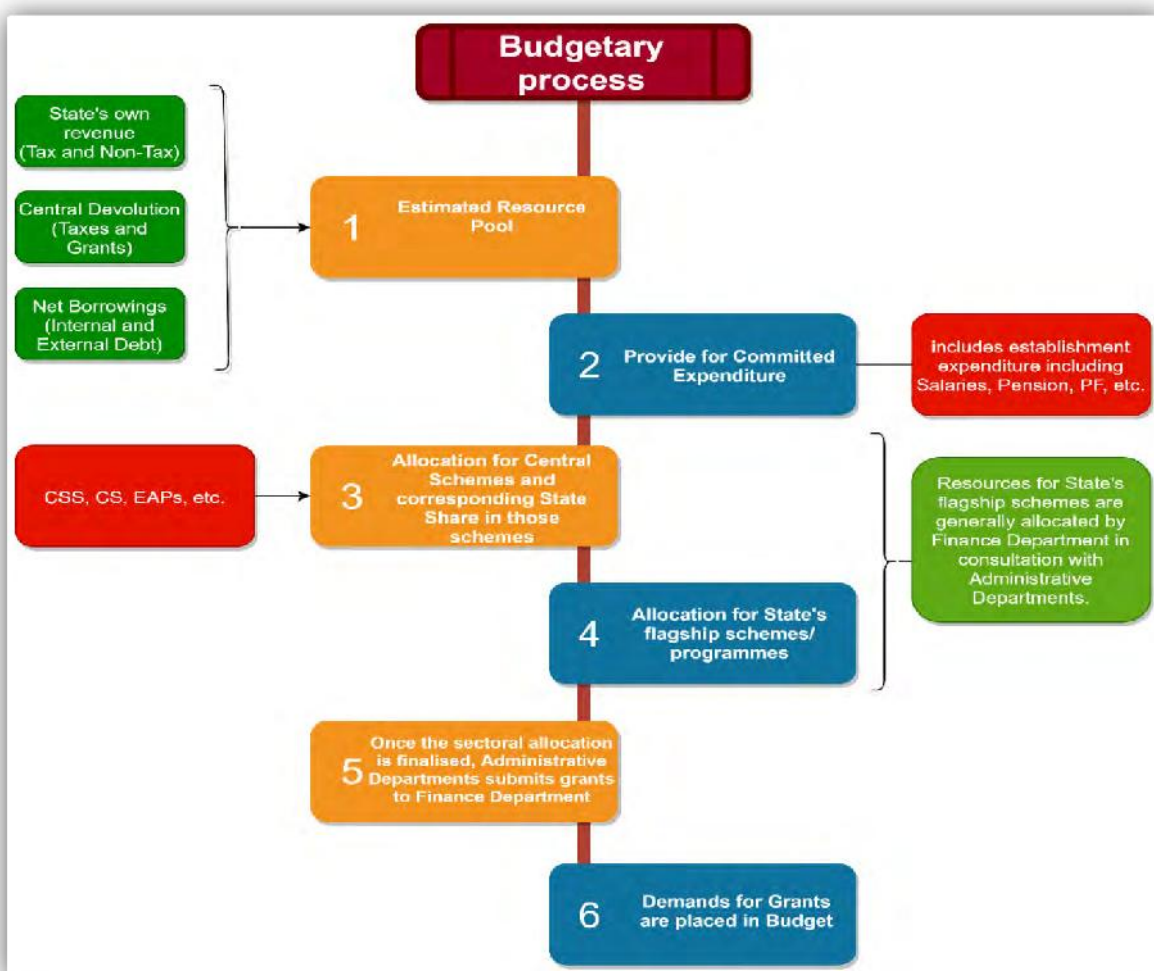 Budgetary
process
State's own
revenue
(Tax and Non-Tax)
Central Devolution
(Taxes and
Grants)
Net Borrowings
(Internal and
External Debt)
1
Estimated Resource
Pool
2
Provide for Committed
Expenditure
includes establishment
expenditure including
Salaries, Pension, PF, etc.
CSS, CS, EAPs, etc.
3
Allocation for Central
Schemes and
corresponding State
Share in those
schemes
4
Allocation for State's
flagship schemes/
programmes
Resources for State's
flagship schemes are
generally allocated by
Finance Department in
consultation with
Administrative
Departments.
5
Once the sectoral allocation
is finalised, Administrative
Departments submits grants
to Finance Department
6
Demands for Grants
are placed in Budget